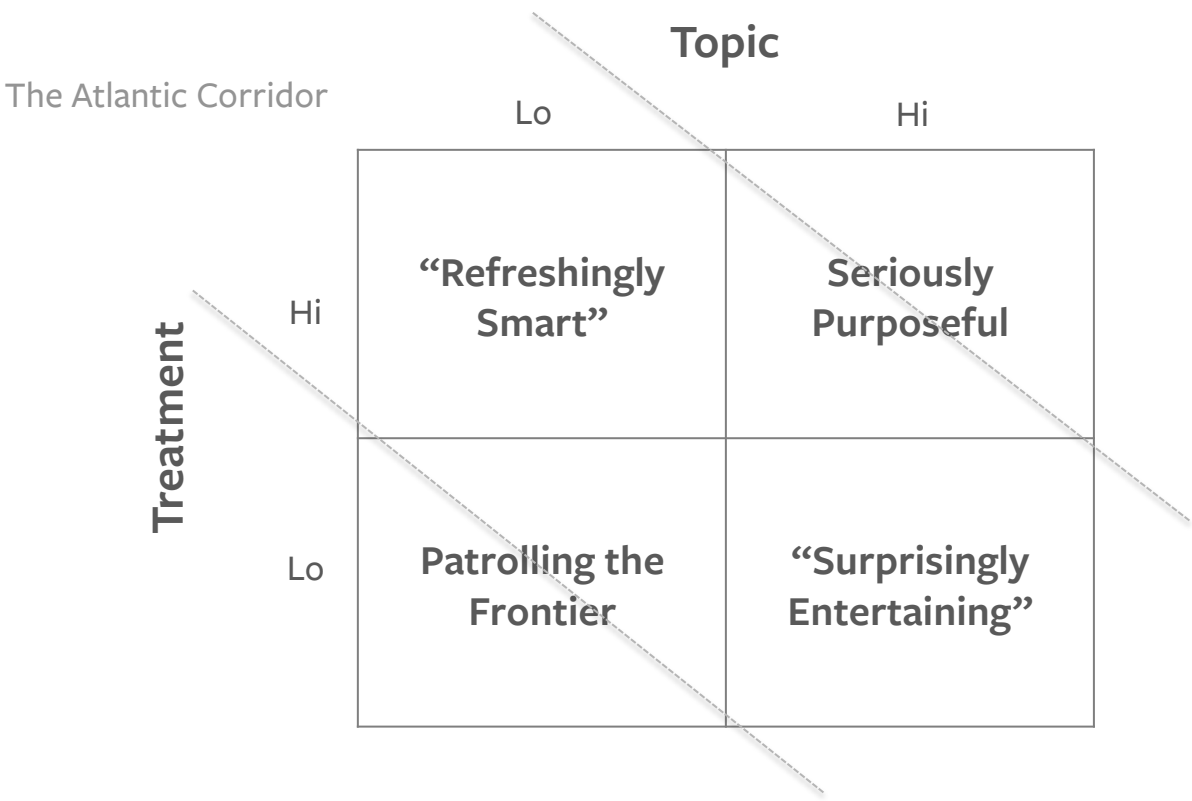 Topic
The Atlantic Corridor
Lo
Hi
“Refreshingly
Smart”
Seriously
Purposeful
Hi
Treatment
Lo
Patrolling the
Frontier
“Surprisingly
Entertaining”